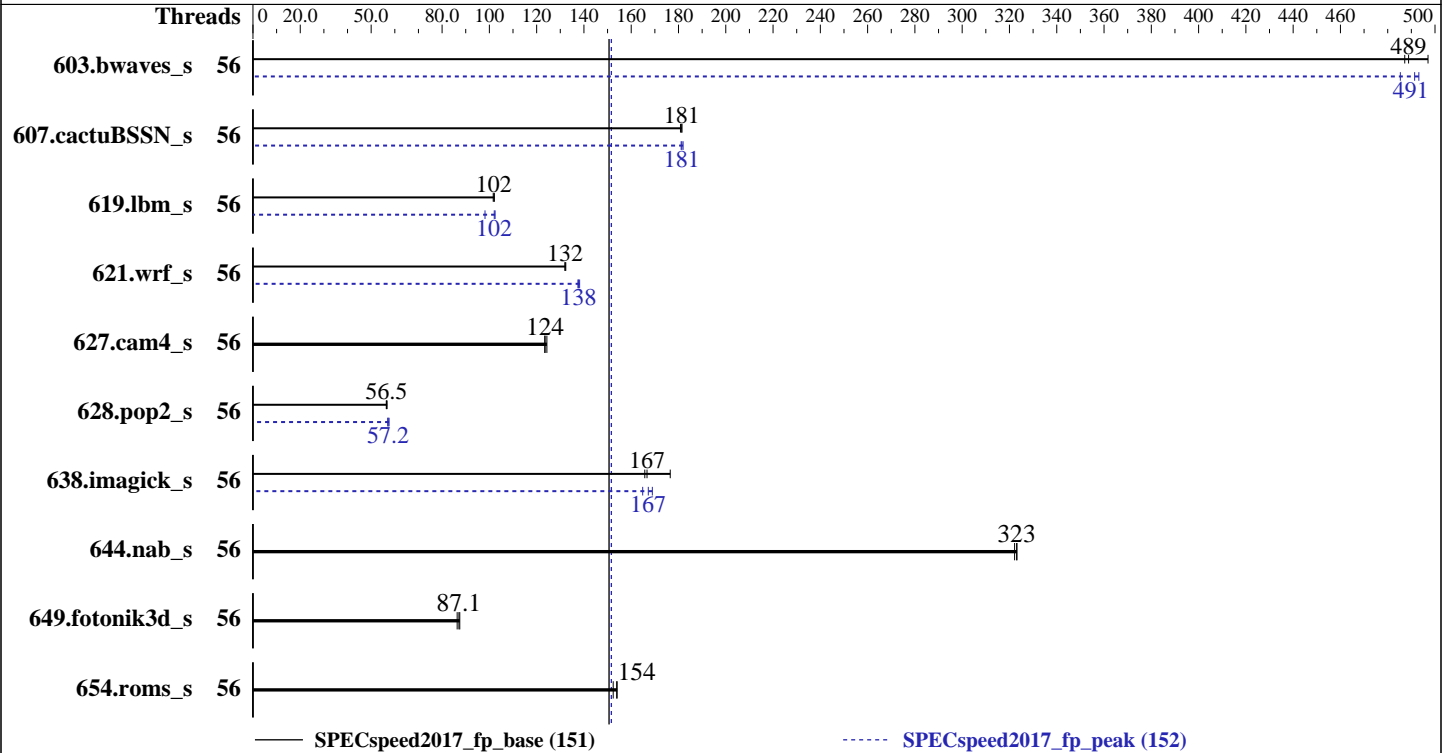 Threads 0 20.0 50.0 80.0 100 120 140 160 180 200 220 240 260 280 300 320 340 360 380 400 420 440 460 500
489
603.bwaves_s 56
491
181
607.cactuBSSN_s 56
181
102
619.lbm_s 56
102
132
621.wrf_s 56
138
124
627.cam4_s 56
56.5
628.pop2_s 56
57.2
167
638.imagick_s 56
167
323
644.nab_s 56
87.1
649.fotonik3d_s 56
154
654.roms_s 56
SPECspeed2017_fp_base (151) SPECspeed2017_fp_peak (152)